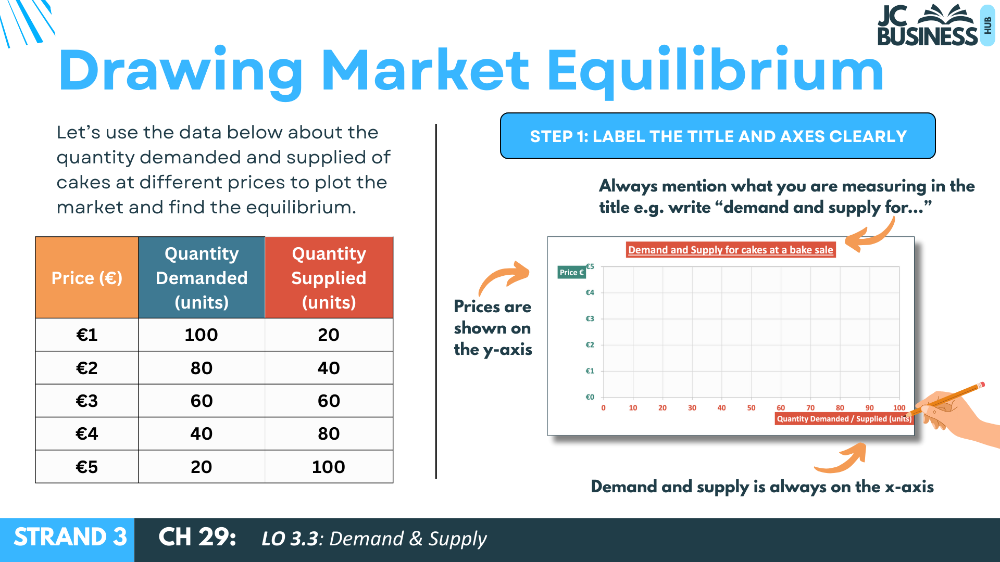 JC
BUSINESS
HUB
Drawing Market Equilibrium
Let’s use the data below about the
quantity demanded and supplied of
cakes at different prices to plot the
market and find the equilibrium.
Price (€)
Quantity
Demanded
(units)
Quantity
Supplied
(units)
€1 100 20
€2 80 40
€3 60 60
€4 40 80
€5 20 100
STEP 1: LABEL THE TITLE AND AXES CLEARLY
Always mention what you are measuring in the
title e.g. write “demand and supply for...”
Prices are
shown on
the y-axis
Demand and Supply for cakes at a bake sale
Price €
€5
€4
€3
€2
€1
€0
0 10 20 30 40 50 60 70 80 90 100
Quantity Demanded / Supplied (units)
Demand and supply is always on the x-axis
STRAND 3 CH 29: LO 3.3: Demand & Supply